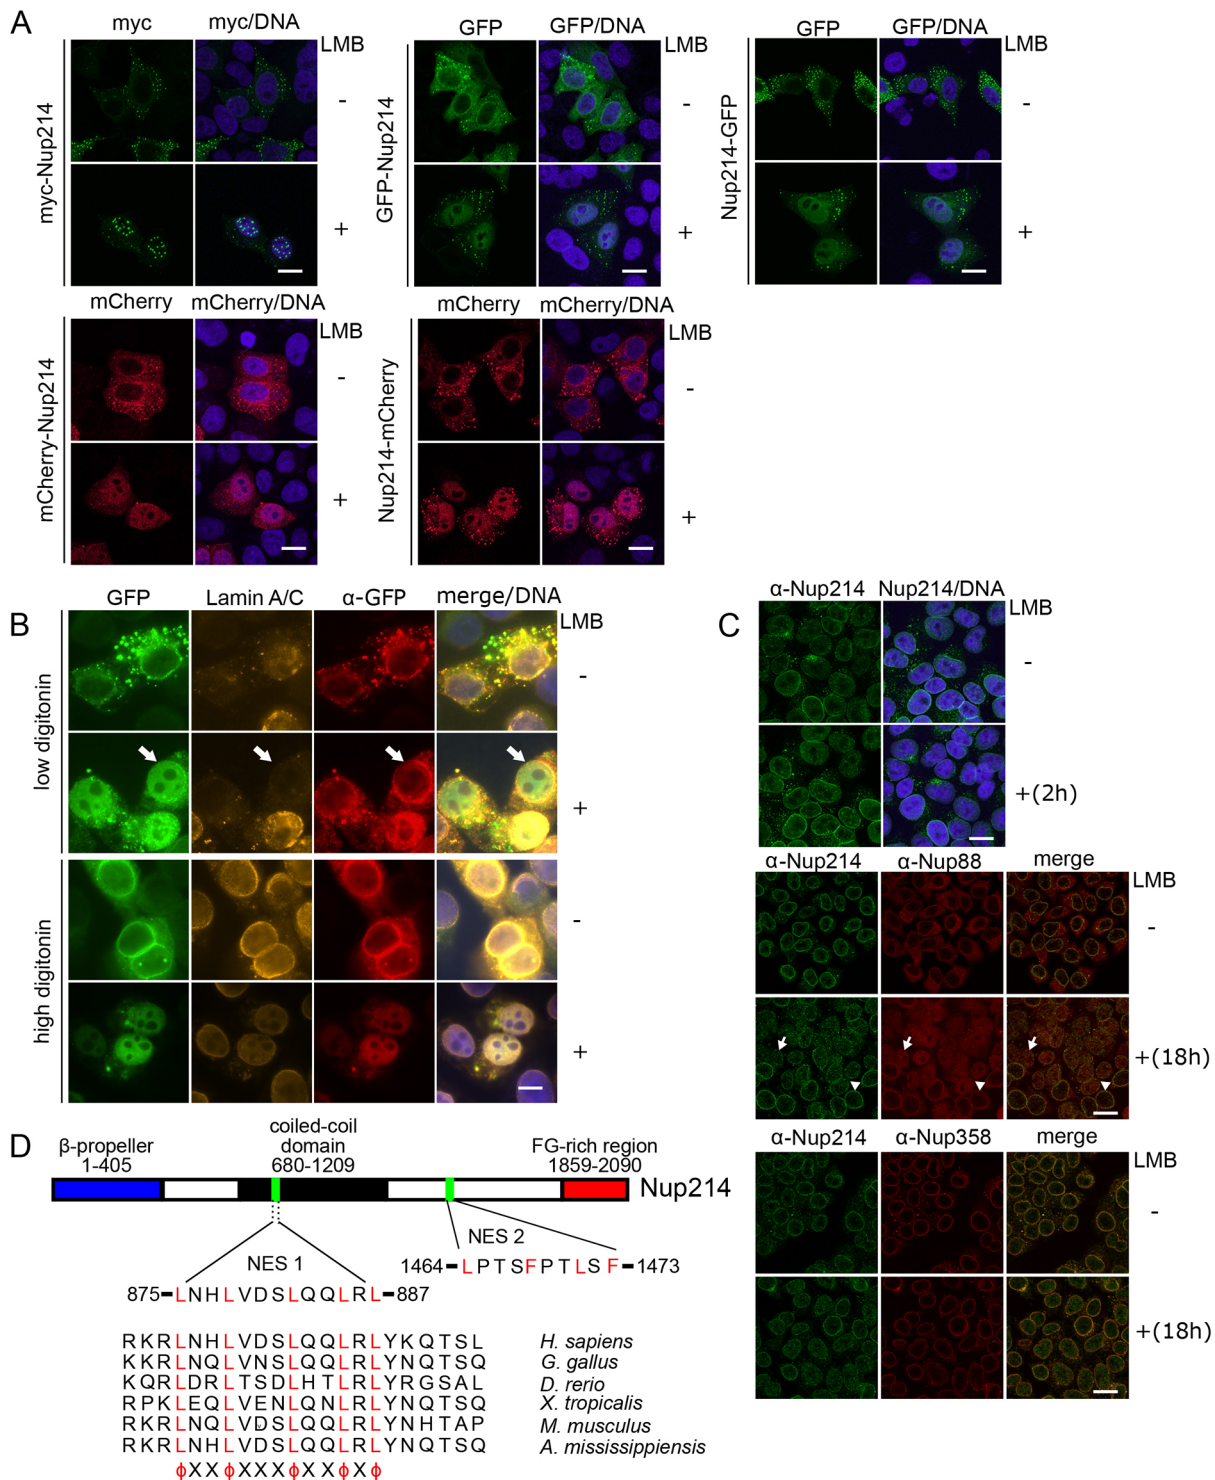 A
myc myc/DNA
LMB
myc-Nup214
-
+
GFP GFP/DNA
LMB
GFP-Nup214
-
+
GFP GFP/DNA
LMB
Nup214-GFP
-
+
mCherry mCherry/DNA
LMB
mCherry-Nup214
-
+
mCherry mCherry/DNA
LMB
Nup214-mCherry
-
+
B
GFP Lamin A/C α-GFP merge/DNA
LMB
low digitonin
-
+
high digitonin
-
+
C
α-Nup214 Nup214/DNA
LMB
-
+(2h)
α-Nup214 α-Nup88 merge
LMB
-
+(18h)
α-Nup214 α-Nup358 merge
LMB
-
+(18h)
D
β-propeller
1-405
coiled-coil
domain
680-1209
FG-rich region
1859-2090
Nup214
NES 1
NES 2
1464 LPTSFPTLSF 1473
875 LNHLVDSLQQLRL 887
RKRLNHLVDSLQQLRLYKQTSL H. sapiens
KKRLNQLVNSLQQLRLYNQTSQ G. gallus
KQRLDRLTSDLHTLRLYRGSAL D. rerio
RPKLEQLVENLQNLRLYNQTSQ X. tropicalis
RKRLNQLVDSLQQLRLYNHTAP M. musculus
RKRLNHLVDSLQQLRLYNQTSQ A. mississippiensis
ϕXXϕXXXϕXXϕXϕ